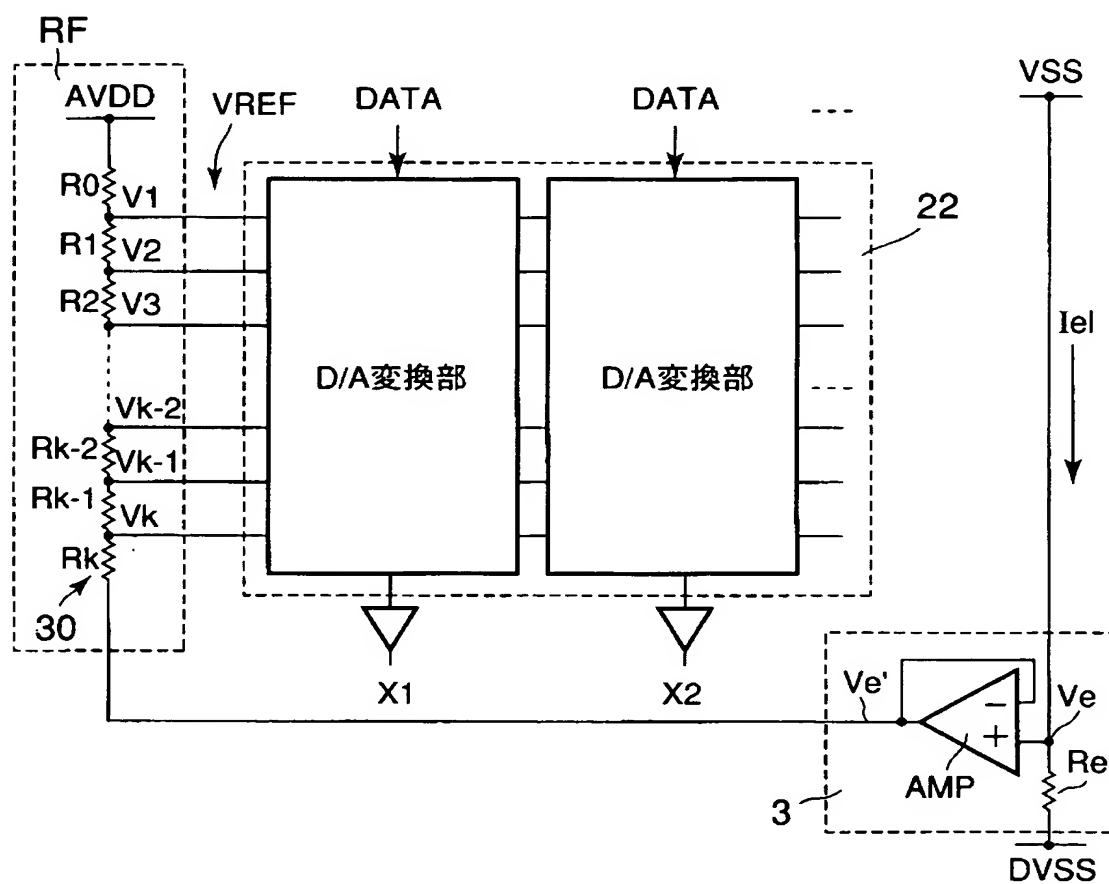 RF
AVDD
VREF
DATA
DATA
VSS
R0
V1
R1
V2
R2
V3
22
D/A変換部
D/A変換部
Iel
Vk-2
Rk-2
Vk-1
Rk-1
Vk
Rk
30
X1
X2
Ve'
−
+
AMP
Ve
Re
3
DVSS